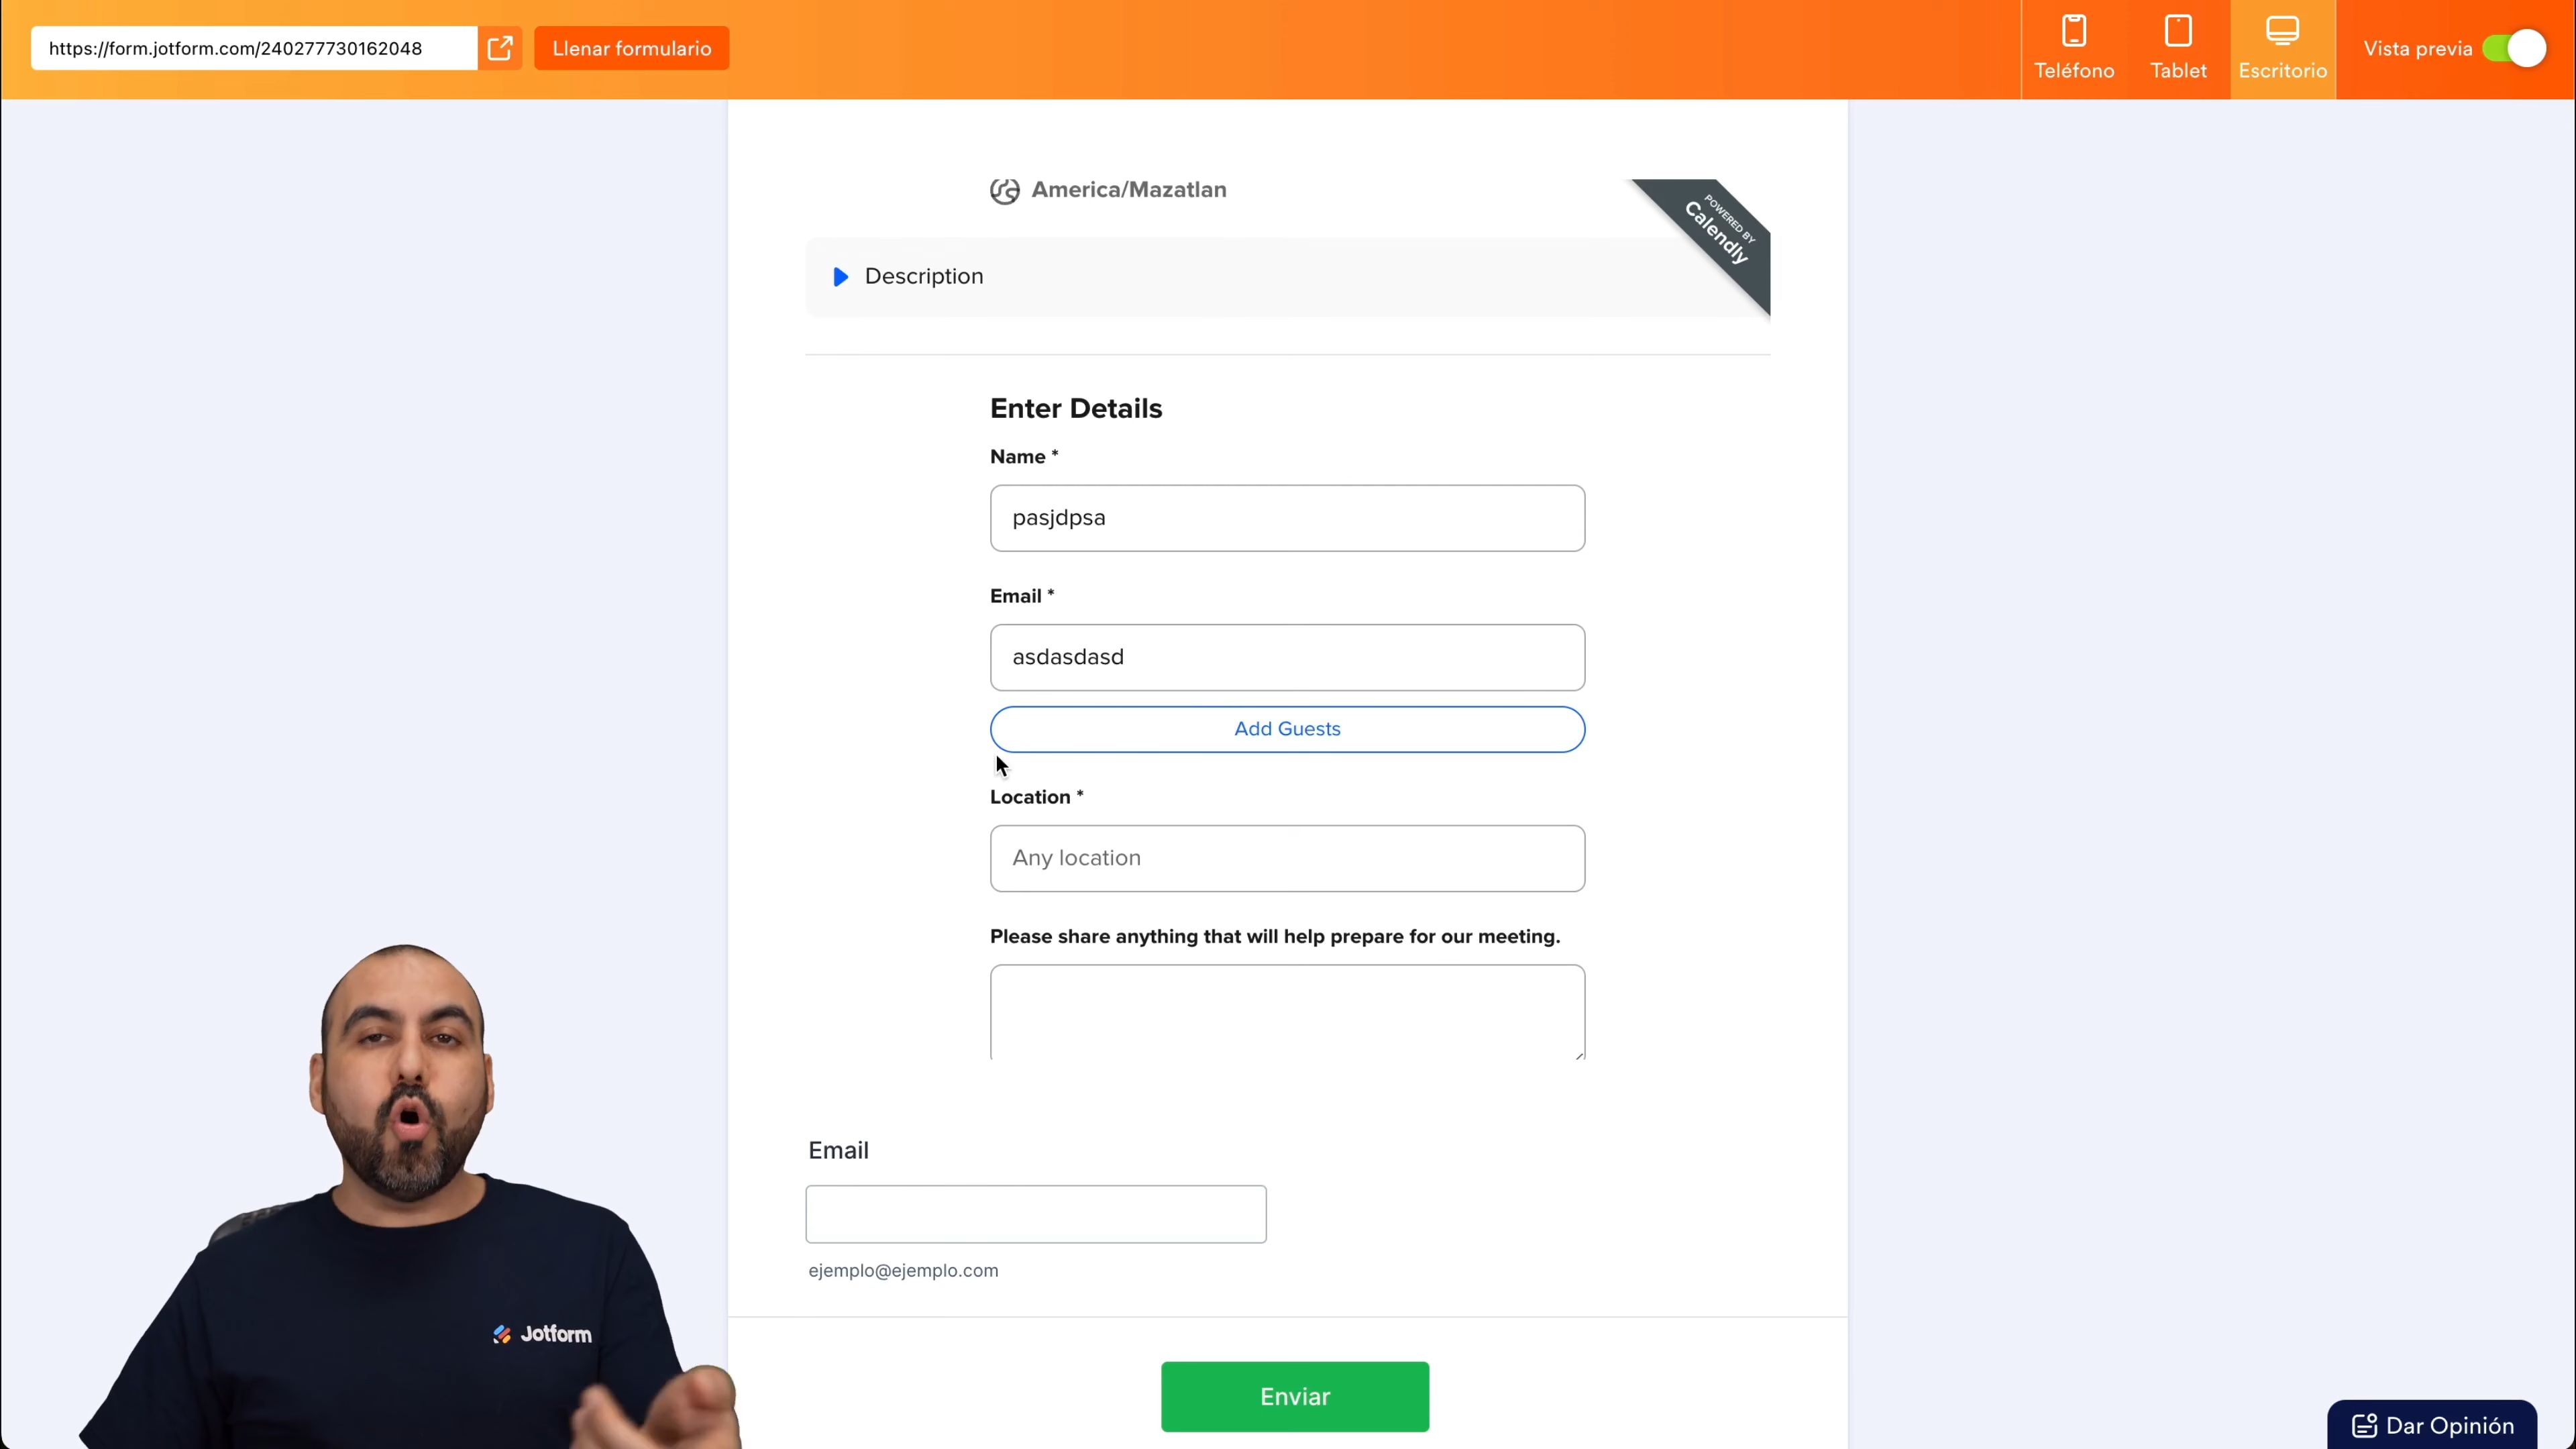 https://form.jotform.com/240277730162048
Llenar formulario
Teléfono
Tablet
Escritorio
Vista previa
America/Mazatlan
POWERED BY
Calendly
Description
Enter Details
Name *
pasjdpsa
Email *
asdasdasd
Add Guests
Location *
Any location
Please share anything that will help prepare for our meeting.
Email
ejemplo@ejemplo.com
Jotform
Enviar
Dar Opinión